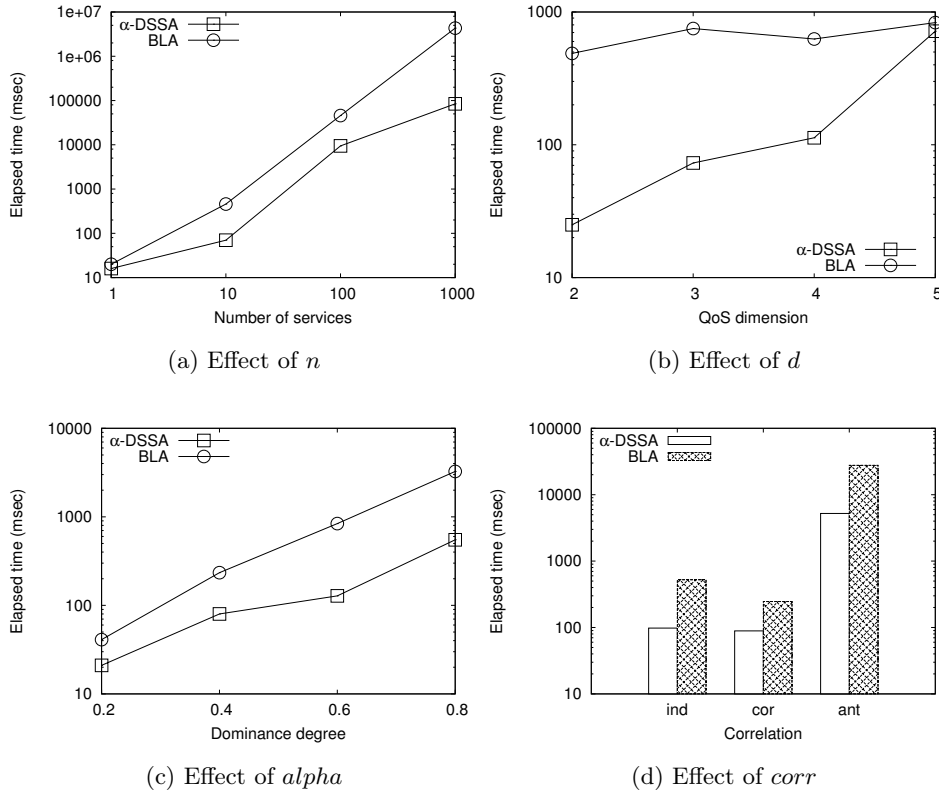 1e+07
1e+06
100000
10000
1000
100
10
1
10
100
1000
Elapsed time (msec)
Number of services
α-DSSA
BLA
(a) Effect of n
1000
100
10
2
3
4
5
Elapsed time (msec)
QoS dimension
α-DSSA
BLA
(b) Effect of d
10000
1000
100
10
0.2
0.4
0.6
0.8
Elapsed time (msec)
Dominance degree
α-DSSA
BLA
(c) Effect of alpha
100000
10000
1000
100
10
ind
cor
ant
Elapsed time (msec)
Correlation
α-DSSA
BLA
(d) Effect of corr